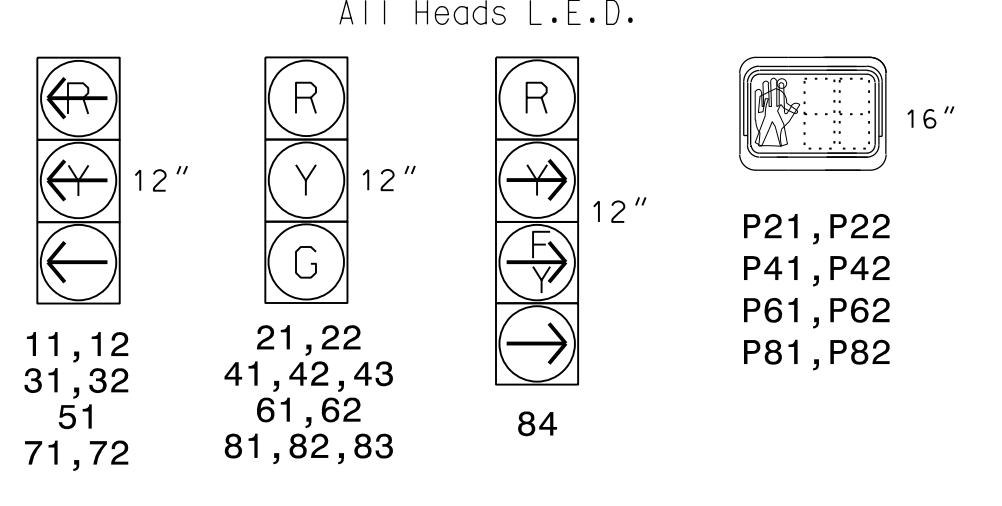 All Heads L.E.D.
R
Y
12"
11,12
31,32
51
71,72
R
Y
G
12"
21,22
41,42,43
61,62
81,82,83
R
Y
F
Y
12"
84
16"
P21,P22
P41,P42
P61,P62
P81,P82